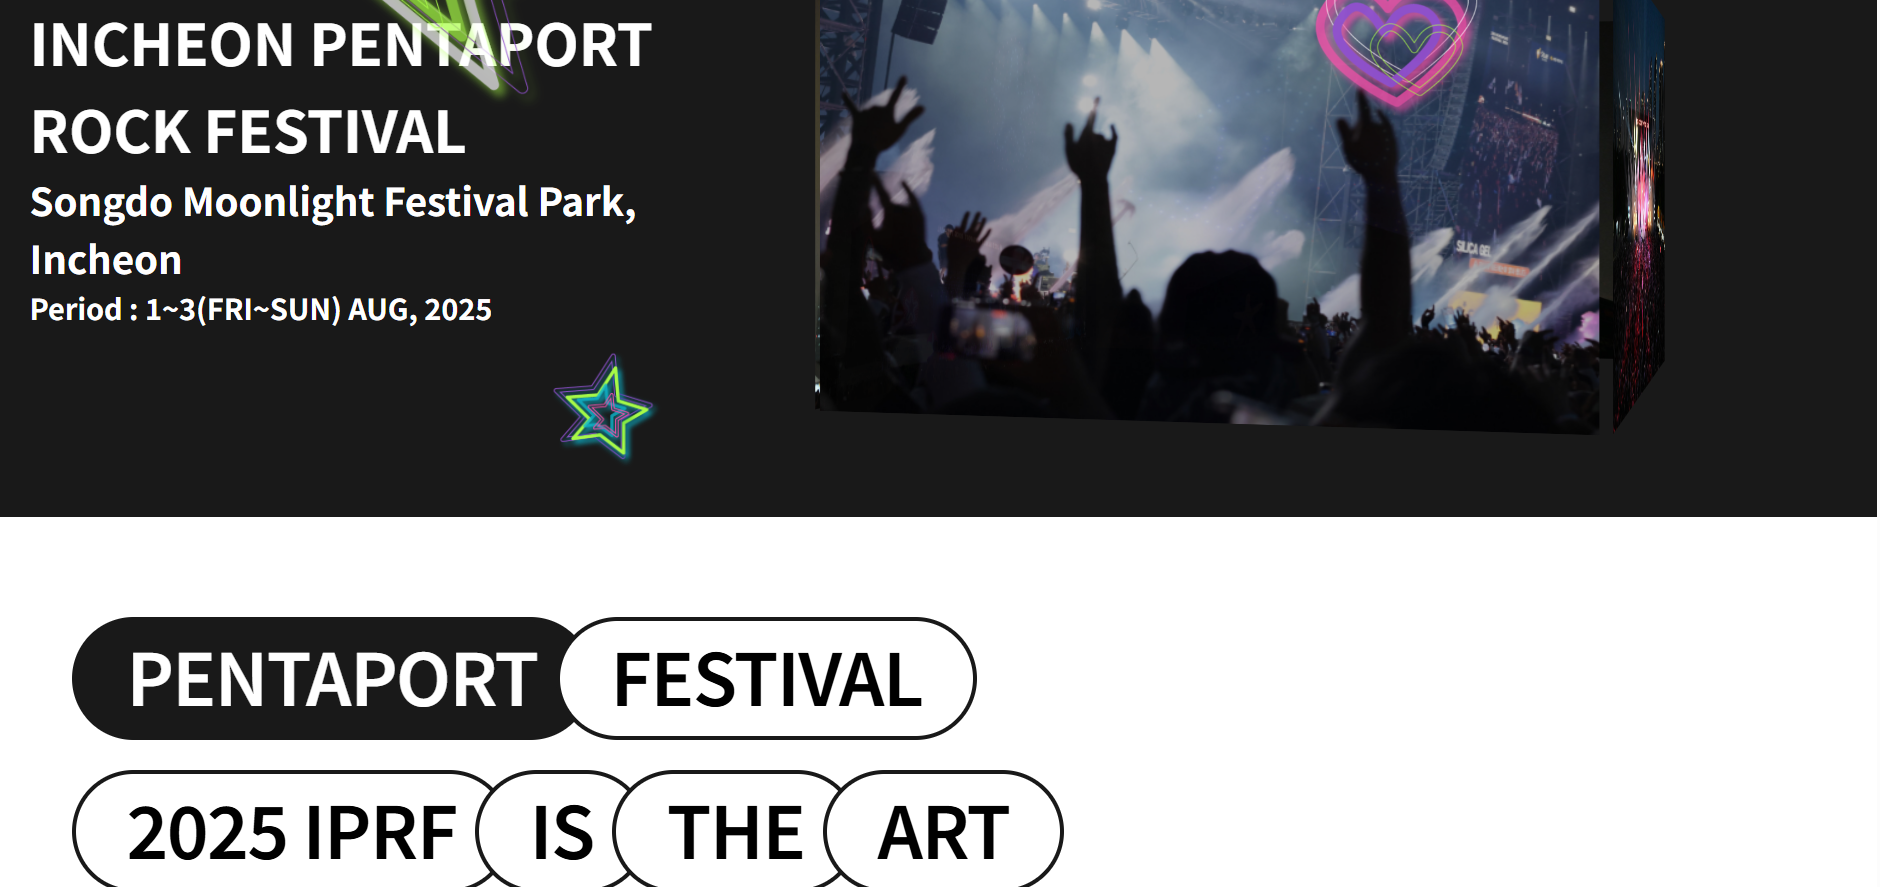 INCHEON PENTAPORT
ROCK FESTIVAL
Songdo Moonlight Festival Park,
Incheon
Period : 1~3(FRI~SUN) AUG, 2025
SILICA GEL
PENTAPORT FESTIVAL
2025 IPRF IS THE ART